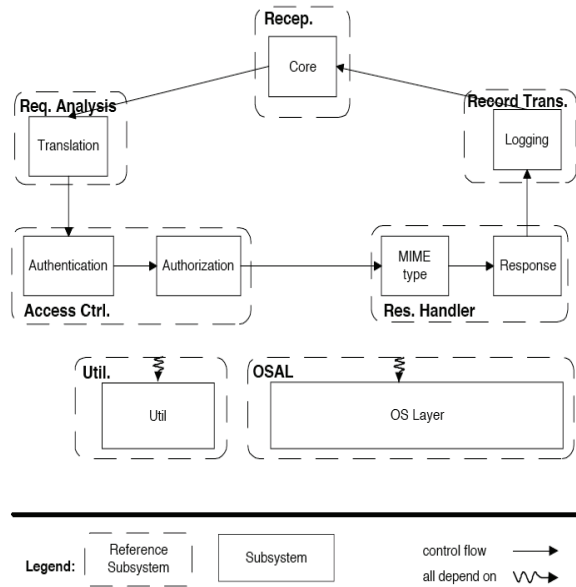 Recep.
Core
Req. Analysis
Record Trans.
Translation
Logging
Authentication
Authorization
MIME
type
Response
Access Ctrl.
Res. Handler
Util.
OSAL
Util
OS Layer
Legend:
Reference
Subsystem
Subsystem
control flow
all depend on